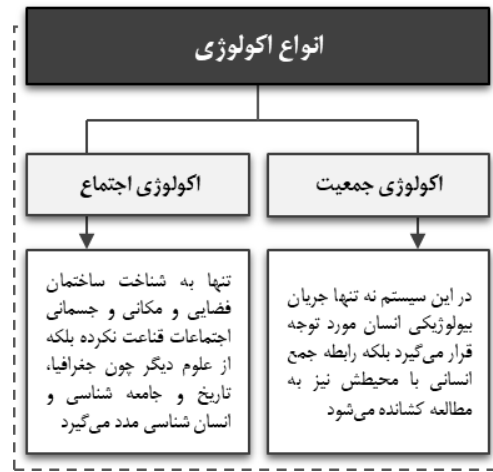 انواع اکولوژی
اکولوژی جمعیت
در این سیستم نه تنها جریان
بیولوژیکی انسان مورد توجه
قرار می‌گیرد بلکه رابطه جمع
انسانی با محیطش نیز به
مطالعه کشانده می‌شود
اکولوژی اجتماع
تنها به شناخت ساختمان
فضایی و مکانی و جسمانی
اجتماعات قناعت نکرده بلکه
از علوم دیگر چون جغرافیا،
تاریخ و جامعه شناسی و
انسان شناسی مدد می‌گیرد